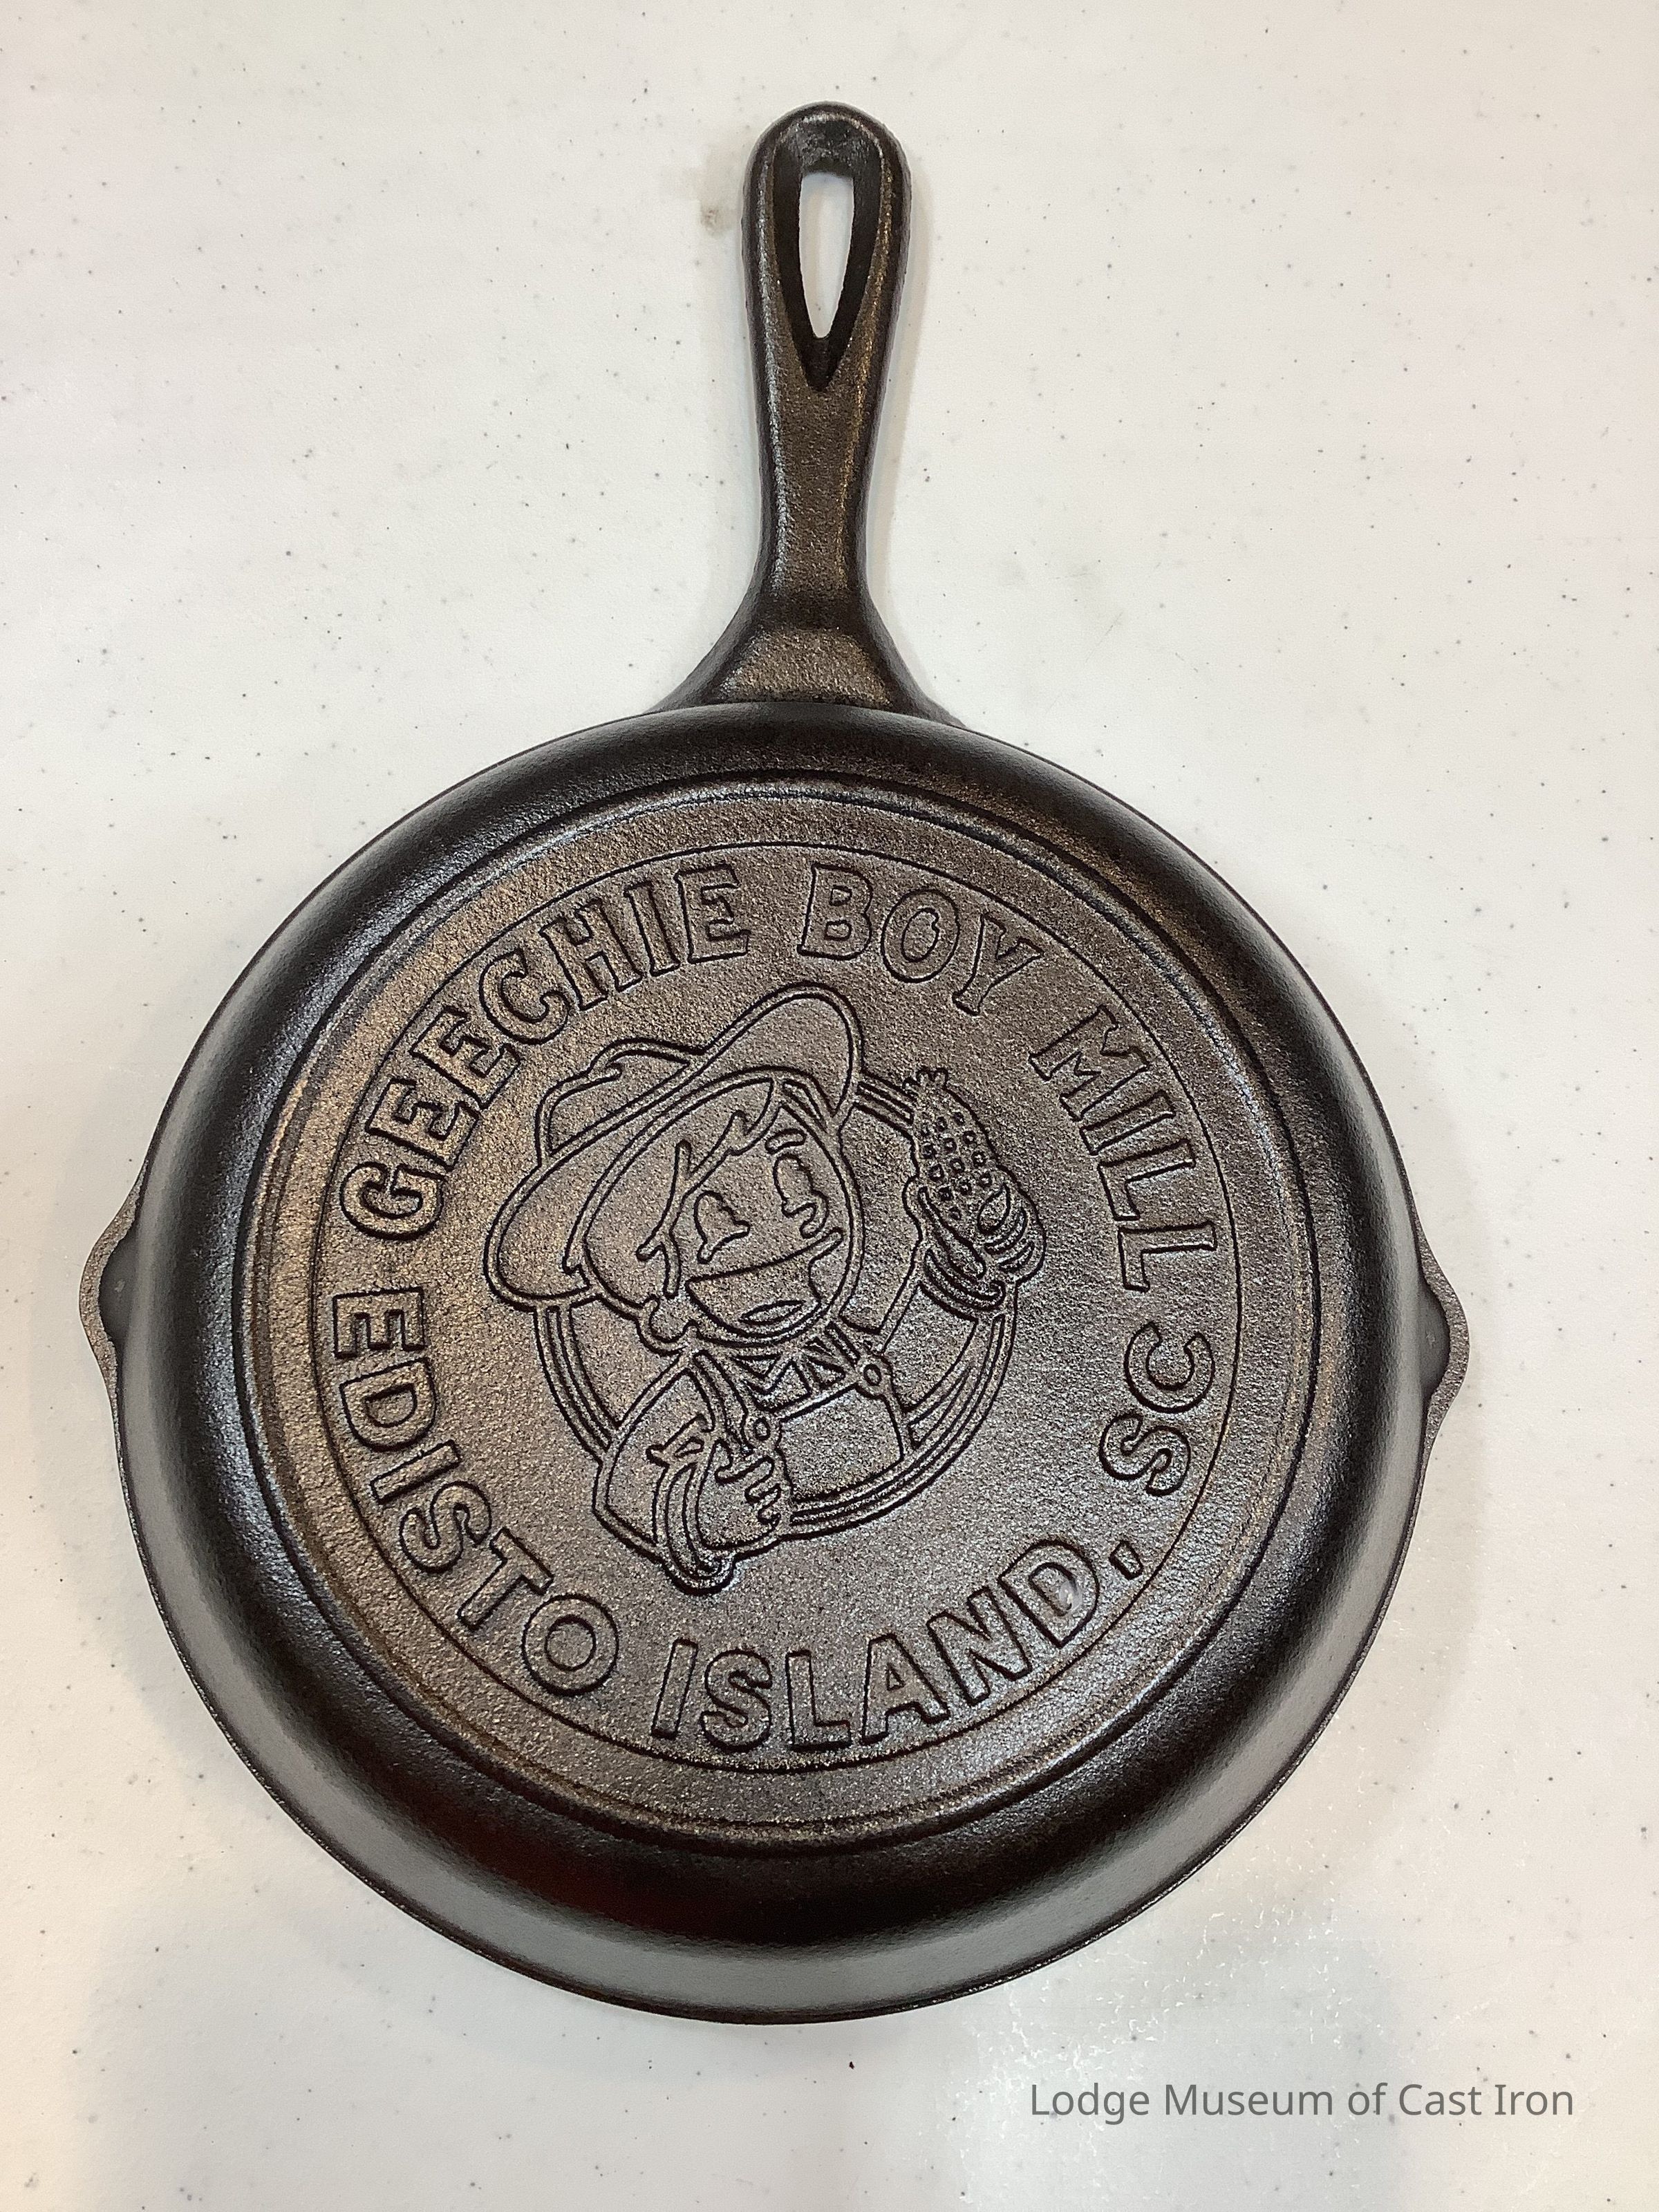 GEECHIE BOY MILL
EDISTO ISLAND, SC
Lodge Museum of Cast Iron